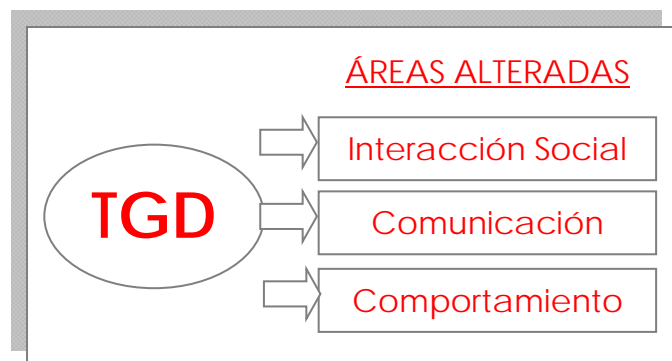 ÁREAS ALTERADAS
Interacción Social
TGD
Comunicación
Comportamiento